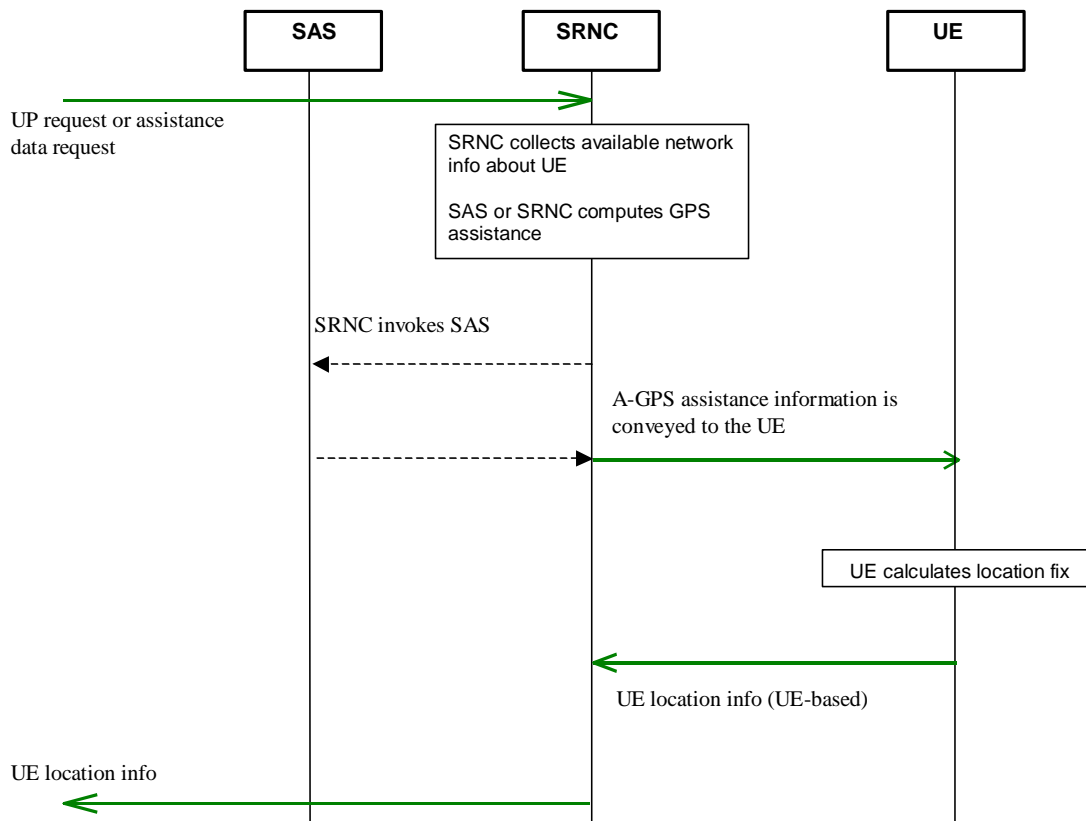 SAS
SRNC
UE
UP request or assistance
data request
SRNC collects available network
info about UE
SAS or SRNC computes GPS
assistance
SRNC invokes SAS
A-GPS assistance information is
conveyed to the UE
UE calculates location fix
UE location info (UE-based)
UE location info